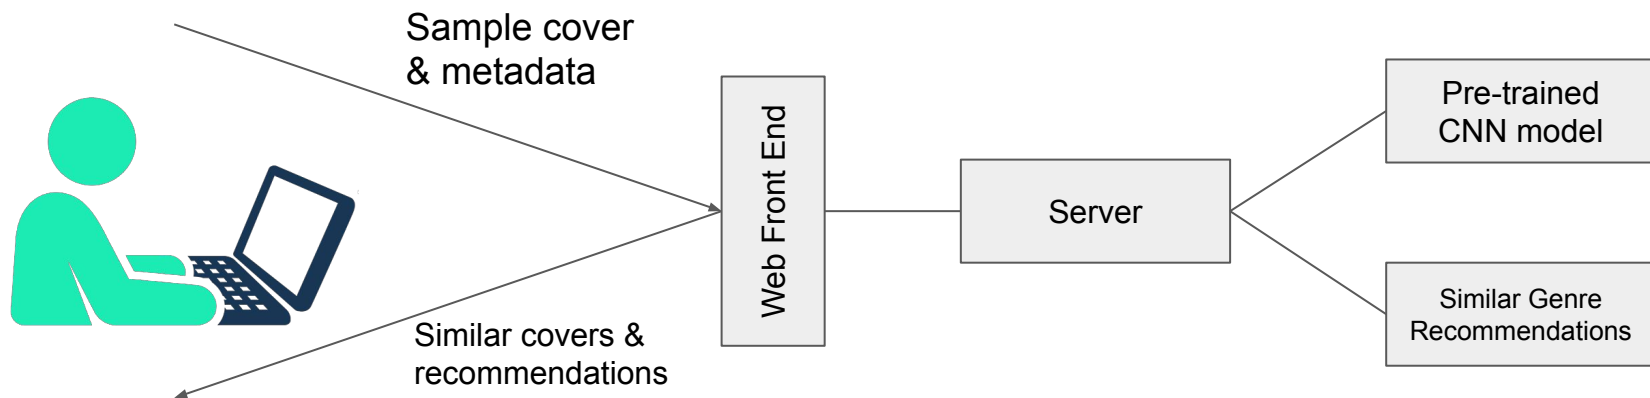 Sample cover
& metadata
Web Front End
Server
Pre-trained
CNN model
Similar Genre
Recommendations
Similar covers &
recommendations